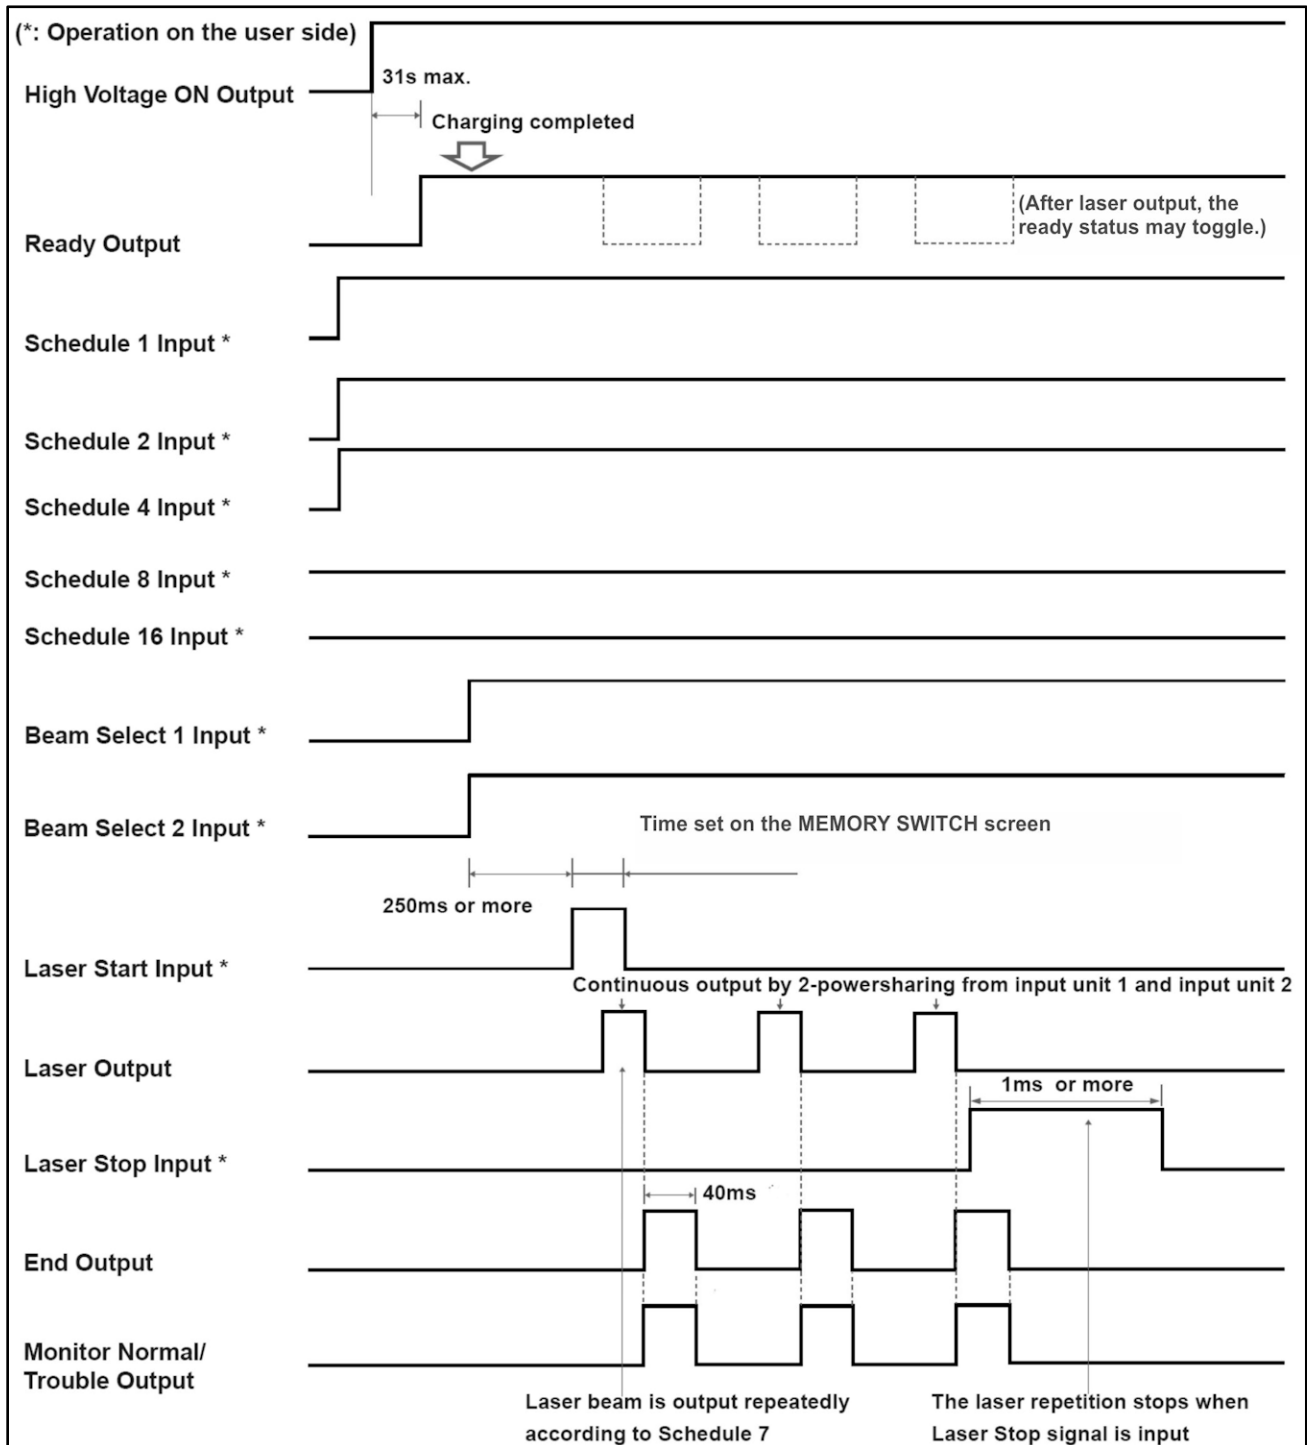 (*: Operation on the user side)
31s max.
High Voltage ON Output
Charging completed
(After laser output, the
ready status may toggle.)
Ready Output
Schedule 1 Input *
Schedule 2 Input *
Schedule 4 Input *
Schedule 8 Input *
Schedule 16 Input *
Beam Select 1 Input *
Beam Select 2 Input *
Time set on the MEMORY SWITCH screen
250ms or more
Laser Start Input *
Continuous output by 2-powersharing from input unit 1 and input unit 2
Laser Output
1ms or more
Laser Stop Input *
40ms
End Output
Monitor Normal/
Trouble Output
Laser beam is output repeatedly
according to Schedule 7
The laser repetition stops when
Laser Stop signal is input